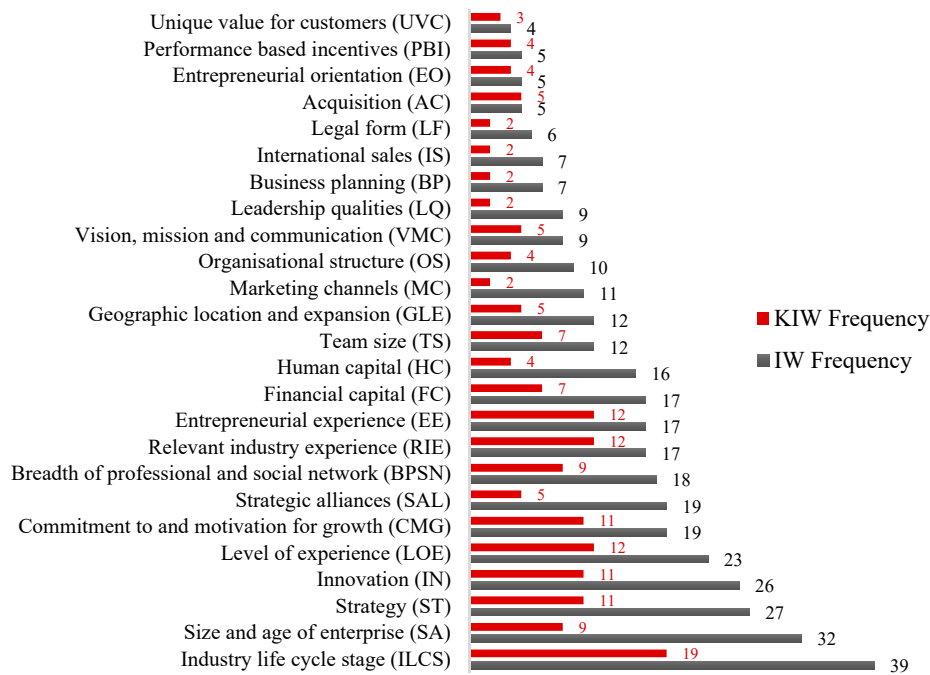 Unique value for customers (UVC) 3
4
Performance based incentives (PBI) 4
5
Entrepreneurial orientation (EO) 4
5
Acquisition (AC) 5
5
Legal form (LF) 2
6
International sales (IS) 2
7
Business planning (BP) 2
7
Leadership qualities (LQ) 2
9
Vision, mission and communication (VMC) 5
9
Organisational structure (OS) 4
10
Marketing channels (MC) 2
11
Geographic location and expansion (GLE) 5
12
Team size (TS) 7
12
Human capital (HC) 4
16
Financial capital (FC) 7
17
Entrepreneurial experience (EE) 12
17
Relevant industry experience (RIE) 12
17
Breadth of professional and social network (BPSN) 9
18
Strategic alliances (SAL) 5
19
Commitment to and motivation for growth (CMG) 11
19
Level of experience (LOE) 12
23
Innovation (IN) 11
26
Strategy (ST) 11
27
Size and age of enterprise (SA) 9
32
Industry life cycle stage (ILCS) 19
39
KIW Frequency
IW Frequency